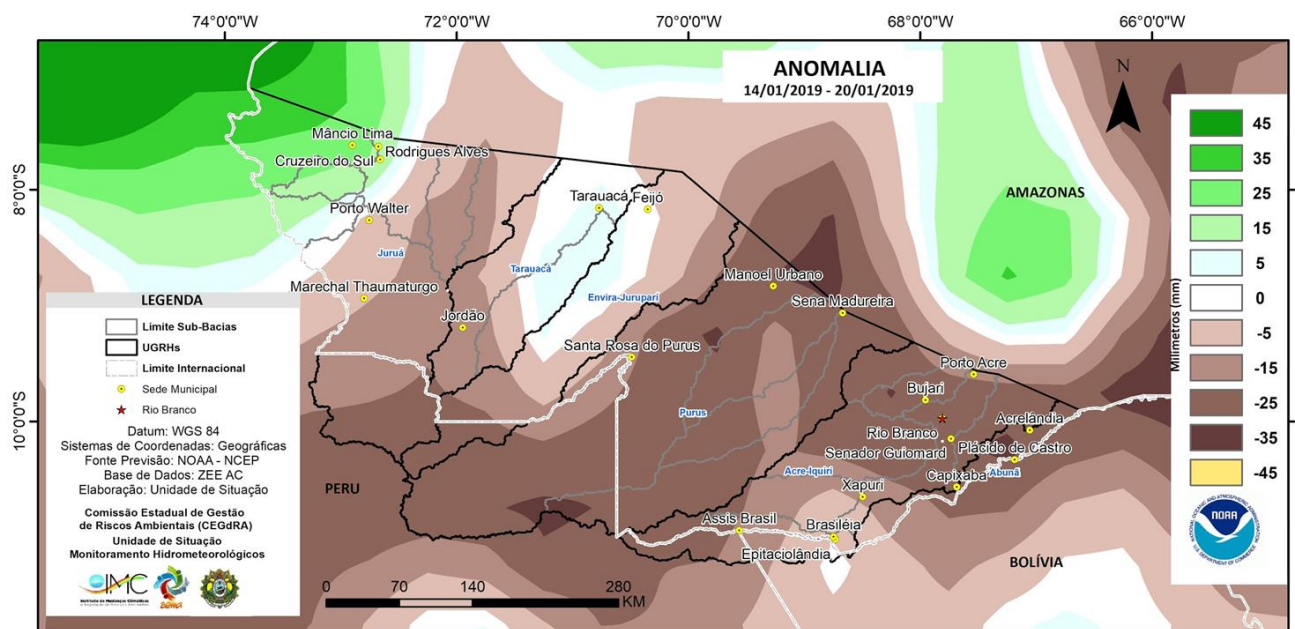 74°0'0"W
72°0'0"W
70°0'0"W
68°0'0"W
66°0'0"W
ANOMALIA
14/01/2019 - 20/01/2019
N
8°0'0"S
10°0'0"S
Mâncio Lima
Rodrigues Alves
Cruzeiro do Sul
Porto Walter
Juruá
Marechal Thaumaturgo
Jordão
Tarauacá
Feijó
Tarauacá
Envira-Juruparí
Manoel Urbano
Sena Madureira
Santa Rosa do Purus
Purus
Porto Acre
Bujari
Acrelândia
Rio Branco
Senador Guiomard
Plácido de Castro
Abunã
Acre-Iquiri
Capixaba
Xapuri
Assis Brasil
Brasiléia
Epitaciolândia
AMAZONAS
PERU
BOLÍVIA
LEGENDA
Limite Sub-Bacias
UGRHs
Limite Internacional
Sede Municipal
Rio Branco
Datum: WGS 84
Sistemas de Coordenadas: Geográficas
Fonte Previsão: NOAA - NCEP
Base de Dados: ZEE AC
Elaboração: Unidade de Situação
Comissão Estadual de Gestão
de Riscos Ambientais (CEGdRA)
Unidade de Situação
Monitoramento Hidrometeorológicos
IMC
0
70
140
280
KM
Milimetros (mm)
45
35
25
15
5
0
-5
-15
-25
-35
-45
NOAA